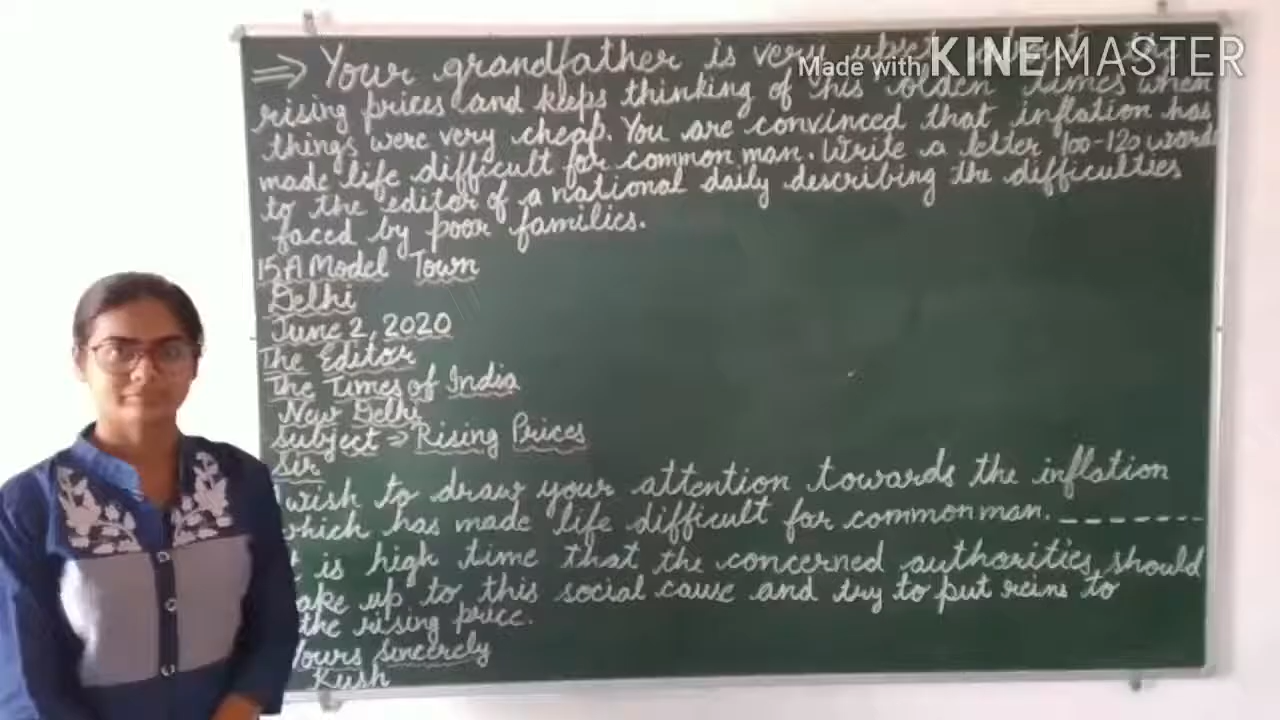 ⇒ Your grandfather is very upset about the
Made with KINEMASTER
rising prices and keeps thinking of his olden times when
things were very cheap. You are convinced that inflation has
made life difficult for common man. Write a letter 100-120 words
to the editor of a national daily describing the difficulties
faced by poor families.
15A Model Town
Delhi
June 2, 2020
The Editor
The Times of India
New Delhi
Subject ⇒ Rising Prices
Sir
wish to draw your attention towards the inflation
which has made life difficult for common man. --------
is high time that the concerned authorities should
up to this social cause and try to put reins to
the rising price.
Yours sincerely
Kush